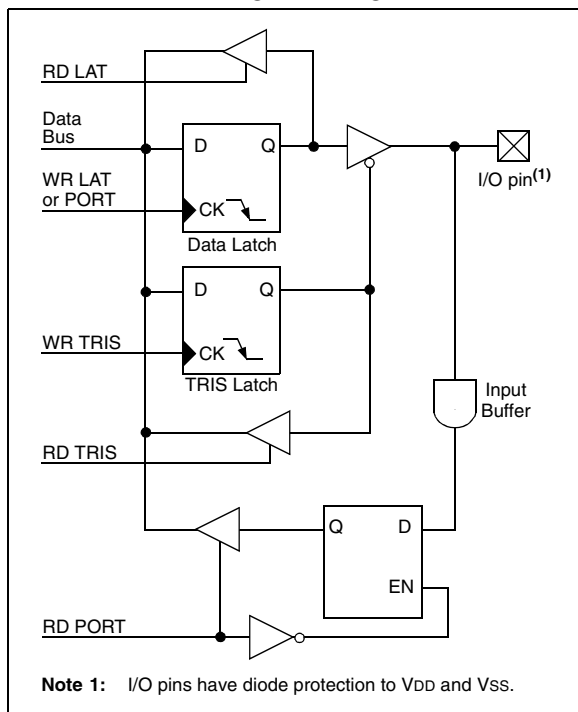 RD LAT
Data
Bus
D Q
WR LAT
or PORT
CK
Data Latch
I/O pin(1)
D Q
WR TRIS
CK
TRIS Latch
Input
Buffer
RD TRIS
Q D
EN
RD PORT
Note 1: I/O pins have diode protection to VDD and VSS.